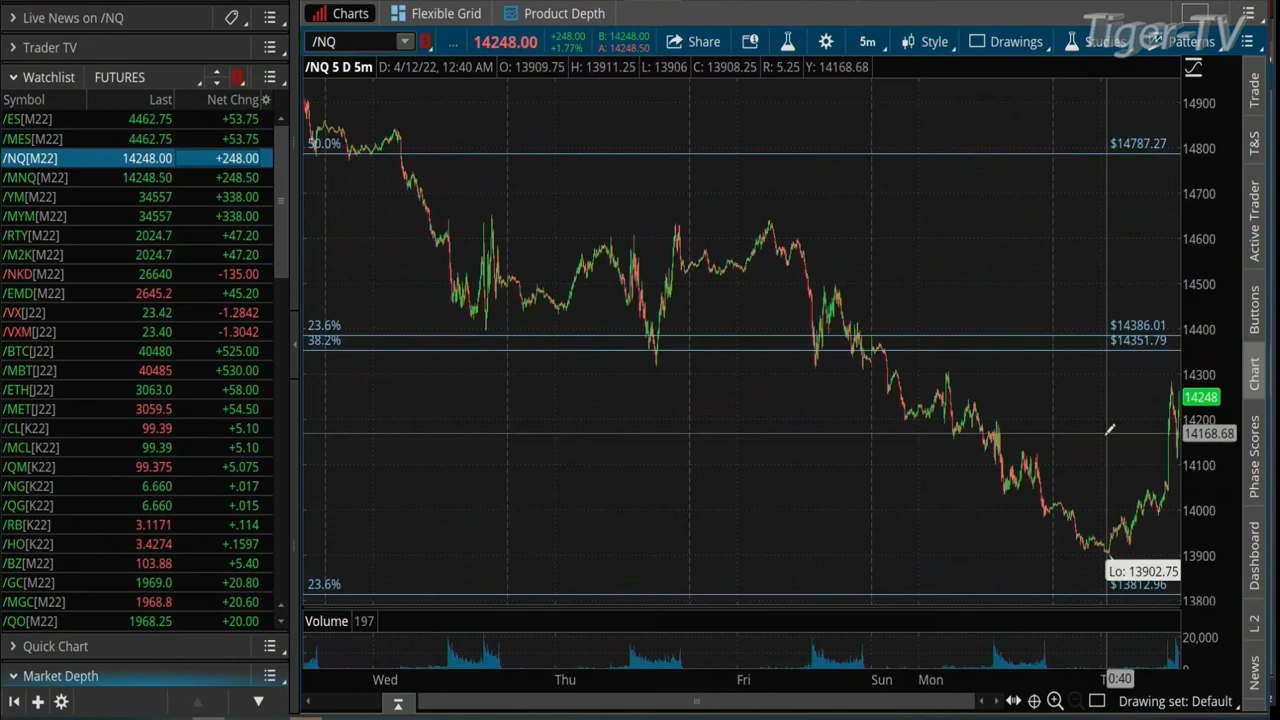 Live News on /NQ
Trader TV
Watchlist FUTURES
Symbol Last Net Chng
/ES[M22] 4462.75 +53.75
/MES[M22] 4462.75 +53.75
/NQ[M22] 14248.00 +248.00
/MNQ[M22] 14248.50 +248.50
/YM[M22] 34557 +338.00
/MYM[M22] 34557 +338.00
/RTY[M22] 2024.7 +47.20
/M2K[M22] 2024.7 +47.20
/NKD[M22] 26640 -135.00
/EMD[M22] 2645.2 +45.20
/VX[J22] 23.42 -1.2842
/VXM[J22] 23.40 -1.3042
/BTC[J22] 40480 +525.00
/MBT[J22] 40485 +530.00
/ETH[J22] 3063.0 +58.00
/MET[J22] 3059.5 +54.50
/CL[K22] 99.39 +5.10
/MCL[K22] 99.39 +5.10
/QM[K22] 99.375 +5.075
/NG[K22] 6.660 +.017
/QG[K22] 6.660 +.015
/RB[K22] 3.1171 +.114
/HO[K22] 3.4274 +.1597
/BZ[M22] 103.88 +5.40
/GC[M22] 1969.0 +20.80
/MGC[M22] 1968.8 +20.60
/QO[M22] 1968.25 +20.00
Quick Chart
Market Depth
Charts Flexible Grid Product Depth
Tiger-TV
/NQ ... 14248.00 +248.00 +1.77% B: 14248.00 A: 14248.50 Share 5m Style Drawings Studies Patterns
/NQ 5 D 5m D: 4/12/22, 12:40 AM O: 13909.75 H: 13911.25 L: 13906 C: 13908.25 R: 5.25 Y: 14168.68
14900
50.0% $14787.27 14800
14700
14600
14500
23.6% $14386.01 14400
38.2% $14351.79
14300
14248
14200
14168.68
14100
14000
13900
Lo: 13902.75
23.6% $13812.96
13800
Volume 197
20,000
0
Wed Thu Fri Sun Mon 0:40
Drawing set: Default
Trade
T&S
Active Trader
Buttons
Chart
Phase Scores
Dashboard
L 2
News